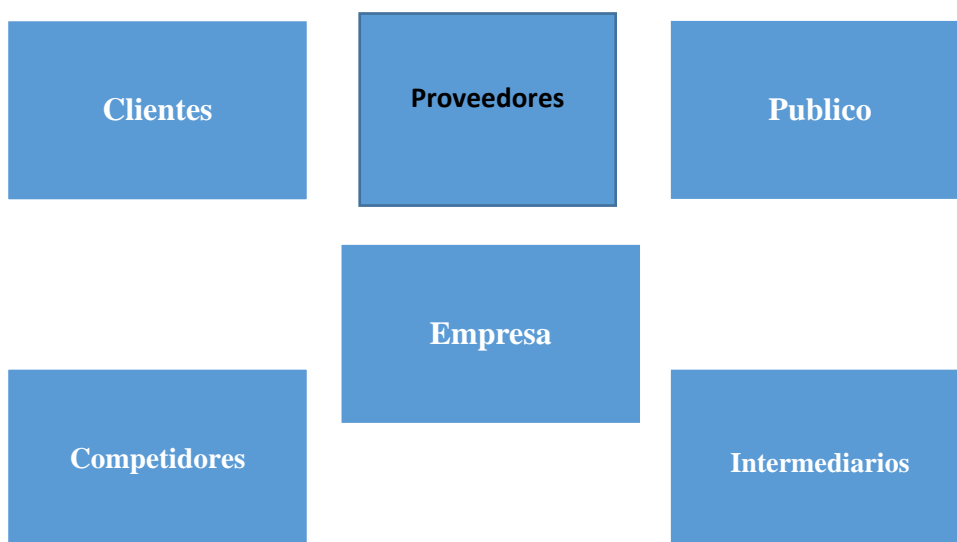 Clientes
Proveedores
Publico
Empresa
Competidores
Intermediarios